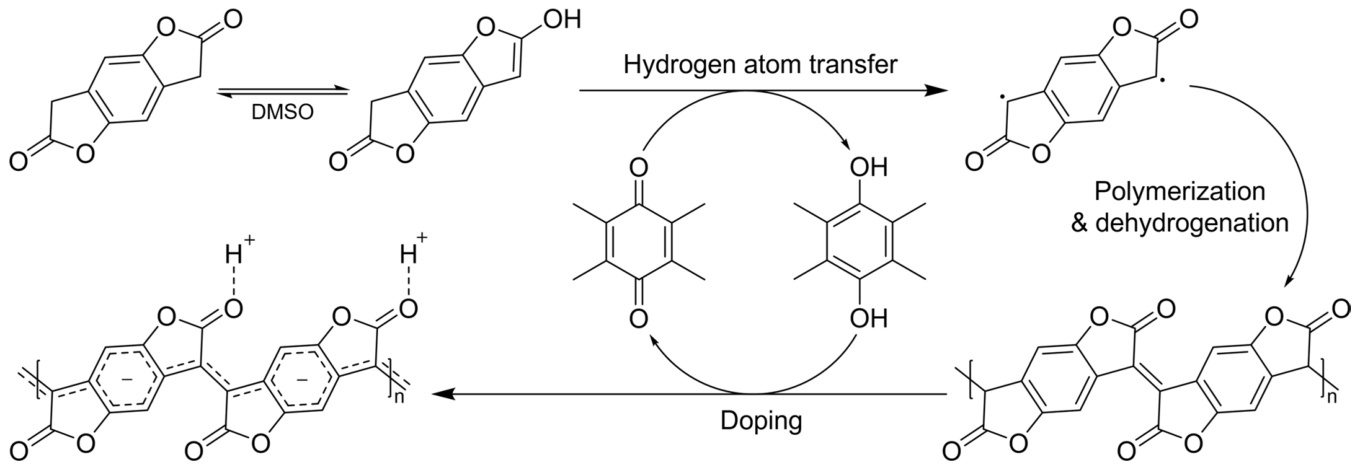 O O
O O
DMSO
O OH
O O
Hydrogen atom transfer
O O
O O
O
O
OH
OH
Polymerization
& dehydrogenation
O O O O
O O O O
n
Doping
H+ H+
O O O O
− −
O O O O
n